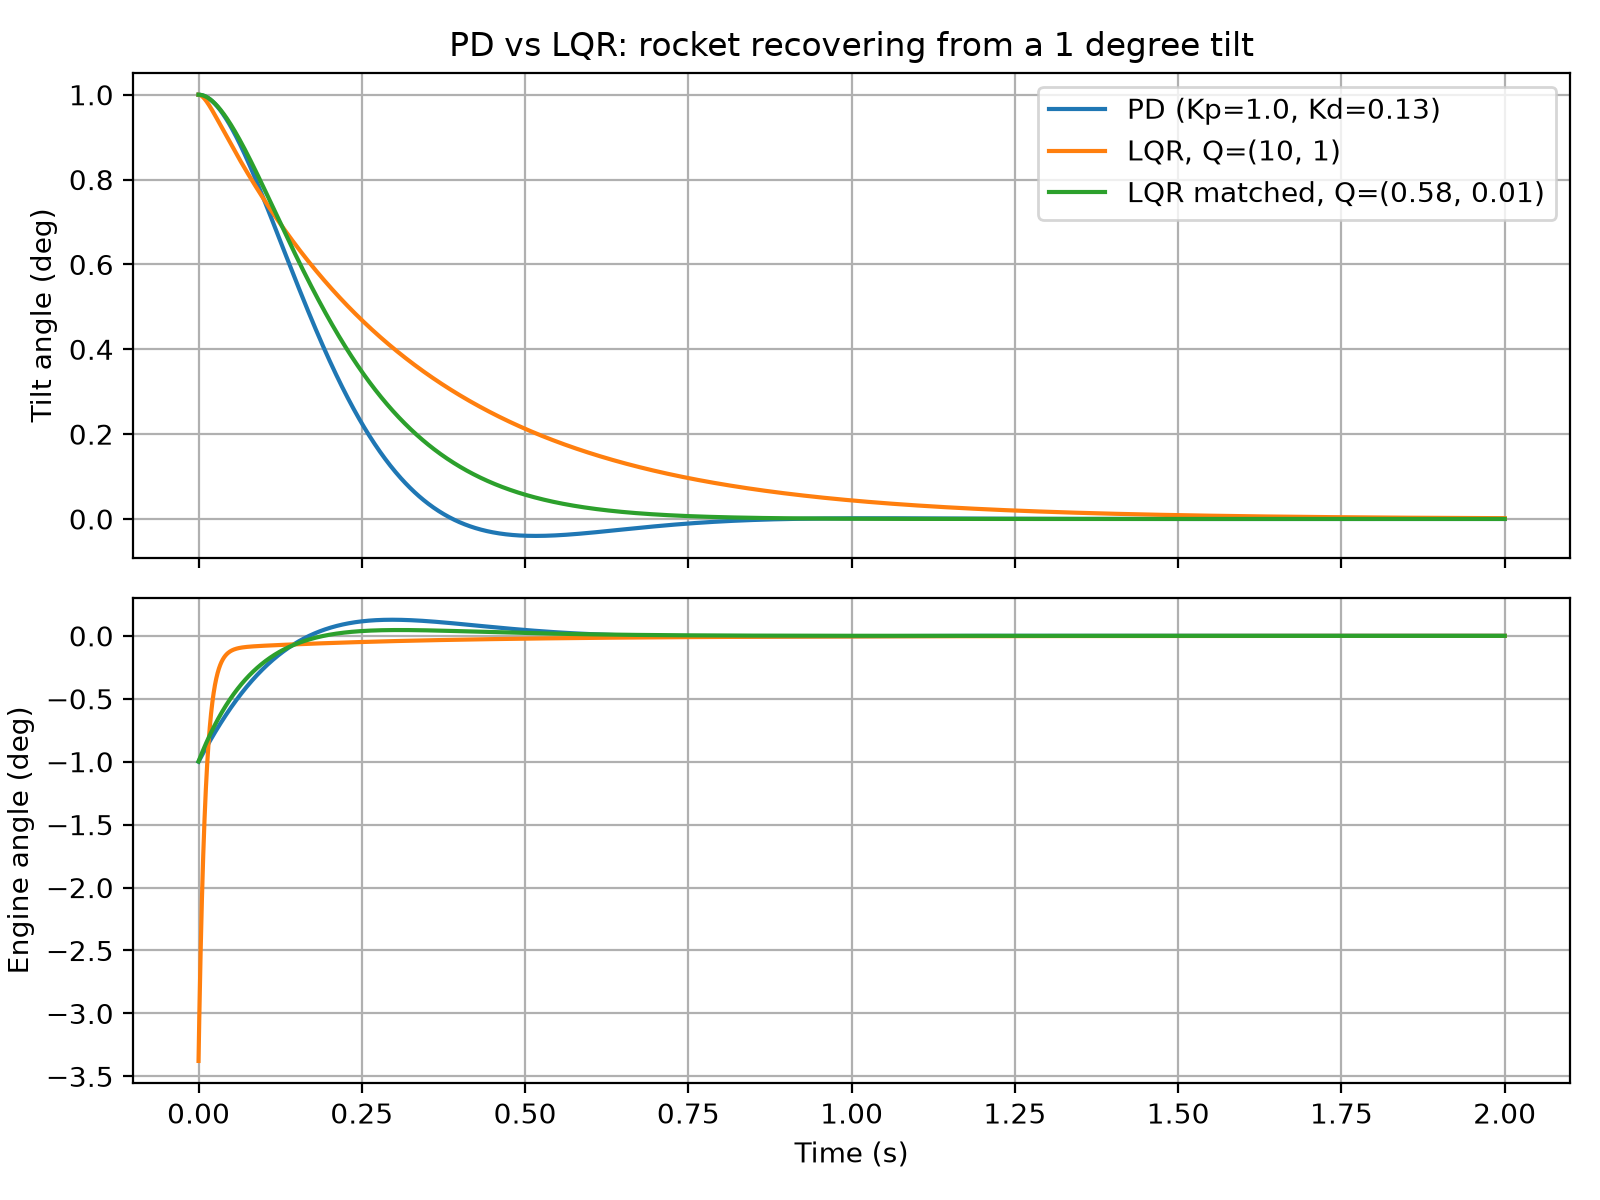 PD vs LQR: rocket recovering from a 1 degree tilt
PD (Kp=1.0, Kd=0.13)
LQR, Q=(10, 1)
LQR matched, Q=(0.58, 0.01)
Tilt angle (deg)
1.0
0.8
0.6
0.4
0.2
0.0
Engine angle (deg)
0.0
−0.5
−1.0
−1.5
−2.0
−2.5
−3.0
−3.5
0.00 0.25 0.50 0.75 1.00 1.25 1.50 1.75 2.00
Time (s)